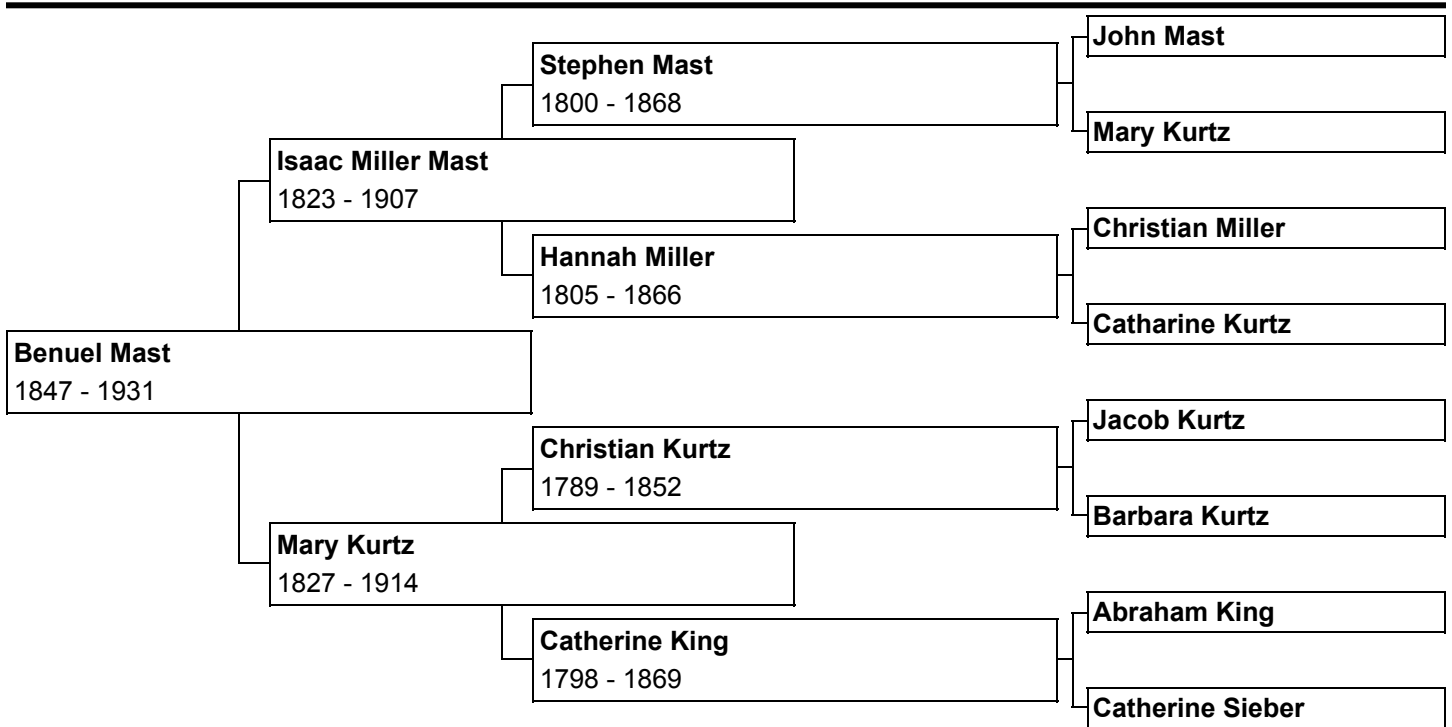 John Mast
Stephen Mast
1800 - 1868
Mary Kurtz
Isaac Miller Mast
1823 - 1907
Christian Miller
Hannah Miller
1805 - 1866
Catharine Kurtz
Benuel Mast
1847 - 1931
Jacob Kurtz
Christian Kurtz
1789 - 1852
Barbara Kurtz
Mary Kurtz
1827 - 1914
Abraham King
Catherine King
1798 - 1869
Catherine Sieber